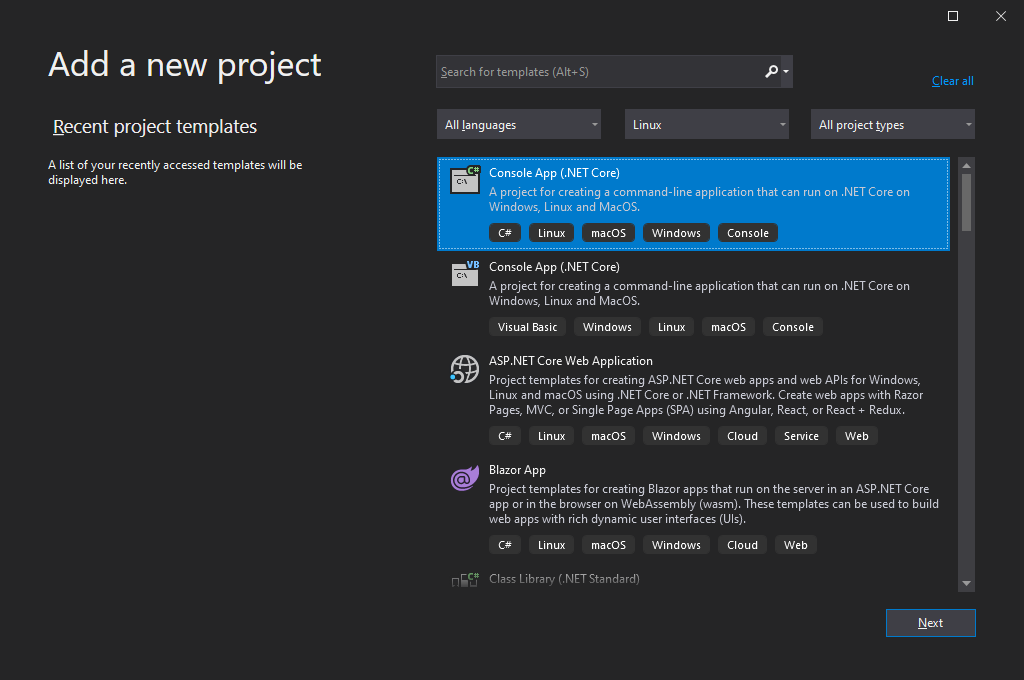 Add a new project
Search for templates (Alt+S)
Clear all
Recent project templates
A list of your recently accessed templates will be
displayed here.
All languages
Linux
All project types
C#
C:\
Console App (.NET Core)
A project for creating a command-line application that can run on .NET Core on
Windows, Linux and MacOS.
C# Linux macOS Windows Console
VB
C:\
Console App (.NET Core)
A project for creating a command-line application that can run on .NET Core on
Windows, Linux and MacOS.
Visual Basic Windows Linux macOS Console
ASP.NET Core Web Application
Project templates for creating ASP.NET Core web apps and web APIs for Windows,
Linux and macOS using .NET Core or .NET Framework. Create web apps with Razor
Pages, MVC, or Single Page Apps (SPA) using Angular, React, or React + Redux.
C# Linux macOS Windows Cloud Service Web
@
Blazor App
Project templates for creating Blazor apps that run on the server in an ASP.NET Core
app or in the browser on WebAssembly (wasm). These templates can be used to build
web apps with rich dynamic user interfaces (UIs).
C# Linux macOS Windows Cloud Web
C#
Class Library (.NET Standard)
Next